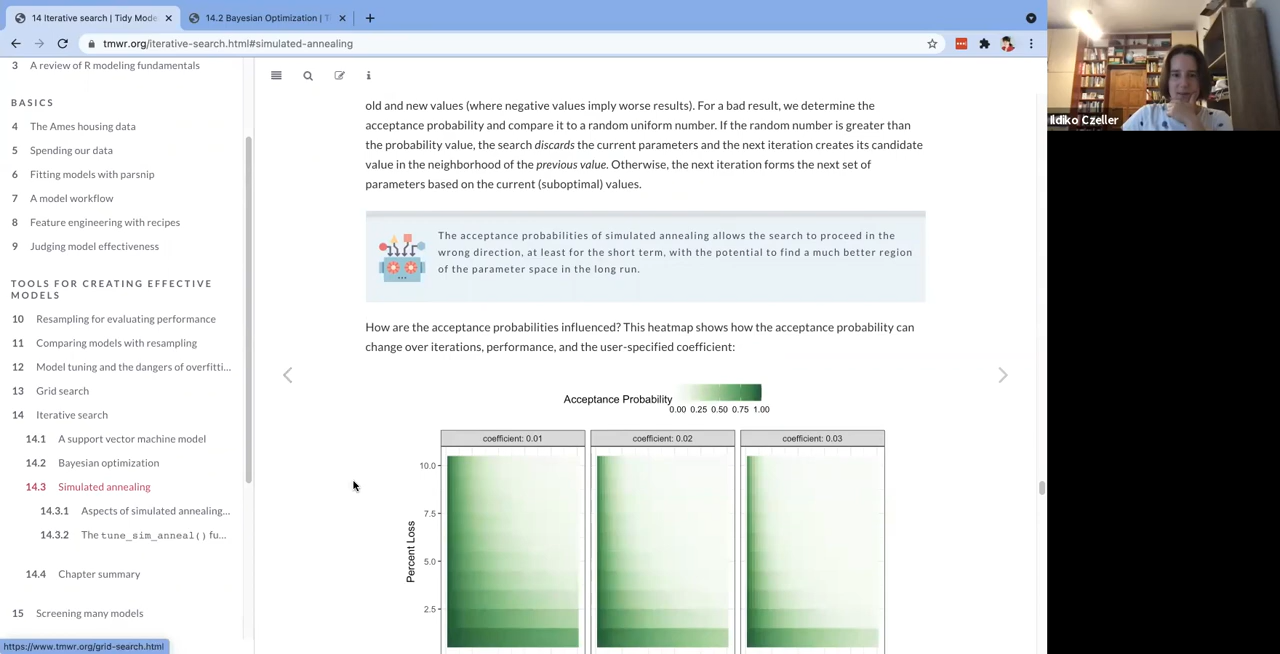 14 Iterative search | Tidy Mode
14.2 Bayesian Optimization | T
tmwr.org/iterative-search.html#simulated-annealing
3 A review of R modeling fundamentals
BASICS
4 The Ames housing data
5 Spending our data
6 Fitting models with parsnip
7 A model workflow
8 Feature engineering with recipes
9 Judging model effectiveness
TOOLS FOR CREATING EFFECTIVE
MODELS
10 Resampling for evaluating performance
11 Comparing models with resampling
12 Model tuning and the dangers of overfitti...
13 Grid search
14 Iterative search
14.1 A support vector machine model
14.2 Bayesian optimization
14.3 Simulated annealing
14.3.1 Aspects of simulated annealing...
14.3.2 The tune_sim_anneal() fu...
14.4 Chapter summary
15 Screening many models
https://www.tmwr.org/grid-search.html
old and new values (where negative values imply worse results). For a bad result, we determine the
acceptance probability and compare it to a random uniform number. If the random number is greater than
the probability value, the search discards the current parameters and the next iteration creates its candidate
value in the neighborhood of the previous value. Otherwise, the next iteration forms the next set of
parameters based on the current (suboptimal) values.
The acceptance probabilities of simulated annealing allows the search to proceed in the
wrong direction, at least for the short term, with the potential to find a much better region
of the parameter space in the long run.
How are the acceptance probabilities influenced? This heatmap shows how the acceptance probability can
change over iterations, performance, and the user-specified coefficient:
Acceptance Probability
0.00 0.25 0.50 0.75 1.00
coefficient: 0.01
coefficient: 0.02
coefficient: 0.03
Percent Loss
10.0
7.5
5.0
2.5
Ildiko Czeller